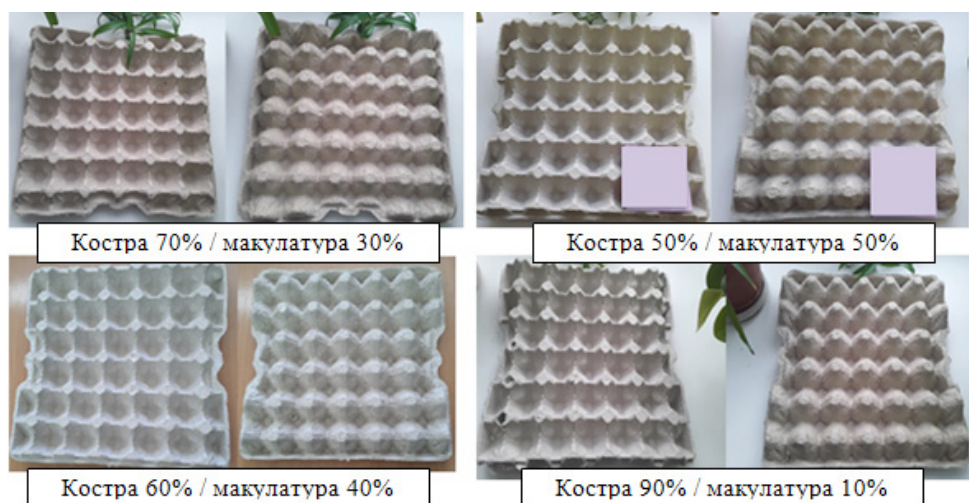 Костра 70% / макулатура 30%
Костра 50% / макулатура 50%
Костра 60% / макулатура 40%
Костра 90% / макулатура 10%